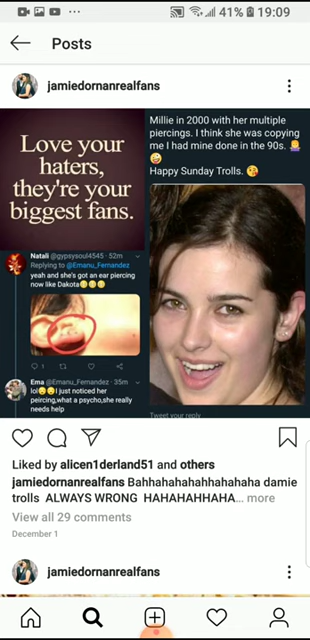 41% 19:09
Posts
jamiedornanrealfans
Love your
haters,
they're your
biggest fans.
Millie in 2000 with her multiple
piercings. I think she was copying
me I had mine done in the 90s. 🤷‍♀️
🤪
Happy Sunday Trolls. 😘
Natali @gypsysoul4545 · 52m
Replying to @Emanu_Fernandez
yeah and she's got an ear piercing
now like Dakota
Ema @Emanu_Fernandez · 35m
lol I just noticed her
peircing,what a psycho,she really
needs help
Tweet your reply
Liked by alicen1derland51 and others
jamiedornanrealfans Bahhahahahahhahahaha damie
trolls ALWAYS WRONG HAHAHAHHAHA... more
View all 29 comments
December 1
jamiedornanrealfans